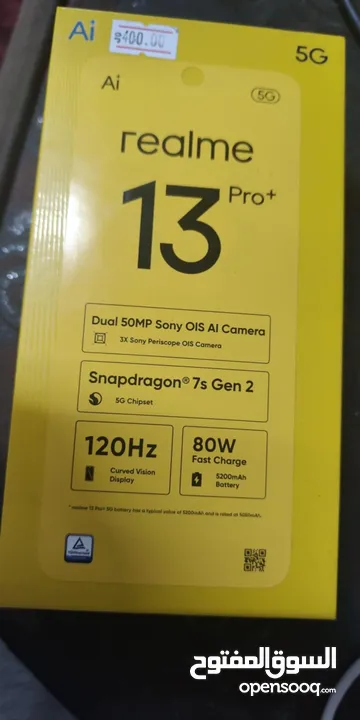 Ai
400.00
5G
Ai
5G
realme
13 Pro+
Dual 50MP Sony OIS AI Camera
3X Sony Periscope OIS Camera
Snapdragon® 7s Gen 2
5G Chipset
120Hz
Curved Vision
Display
80W
Fast Charge
5200mAh
Battery
السوق المفتوح
opensooq.com